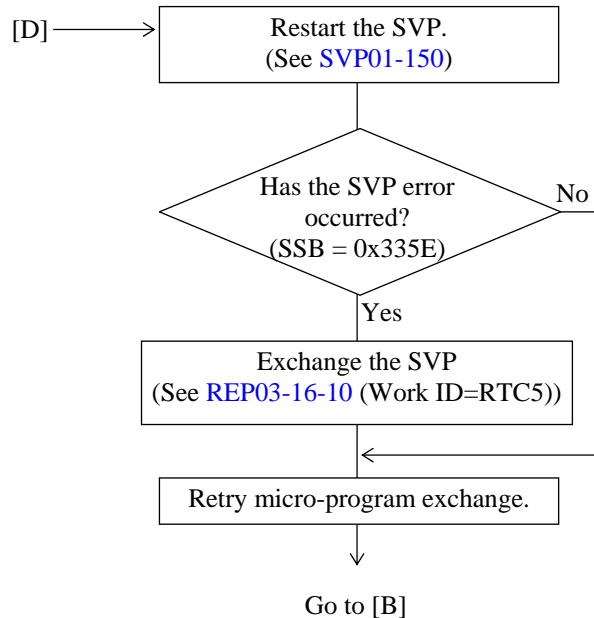 [D]
Restart the SVP.
(See SVP01-150)
Has the SVP error
occurred?
(SSB = 0x335E)
No
Yes
Exchange the SVP
(See REP03-16-10 (Work ID=RTC5))
Retry micro-program exchange.
Go to [B]